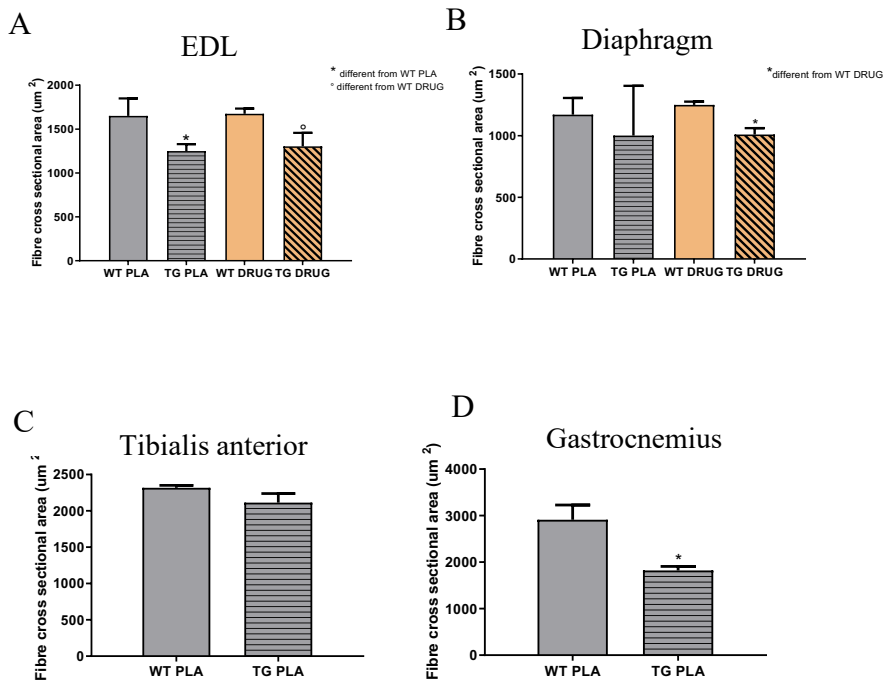 A
EDL
* different from WT PLA
° different from WT DRUG
Fibre cross sectional area (um 2)
2000
1500
1000
500
0
*
°
WT PLA TG PLA WT DRUG TG DRUG
B
Diaphragm
*different from WT DRUG
Fibre cross sectional area (um 2)
1500
1000
500
0
*
WT PLA TG PLA WT DRUG TG DRUG
C
Tibialis anterior
Fibre cross sectional area (um 2
2500
2000
1500
1000
500
0
WT PLA TG PLA
D
Gastrocnemius
Fibre cross sectional area (um 2)
4000
3000
2000
1000
0
*
WT PLA TG PLA